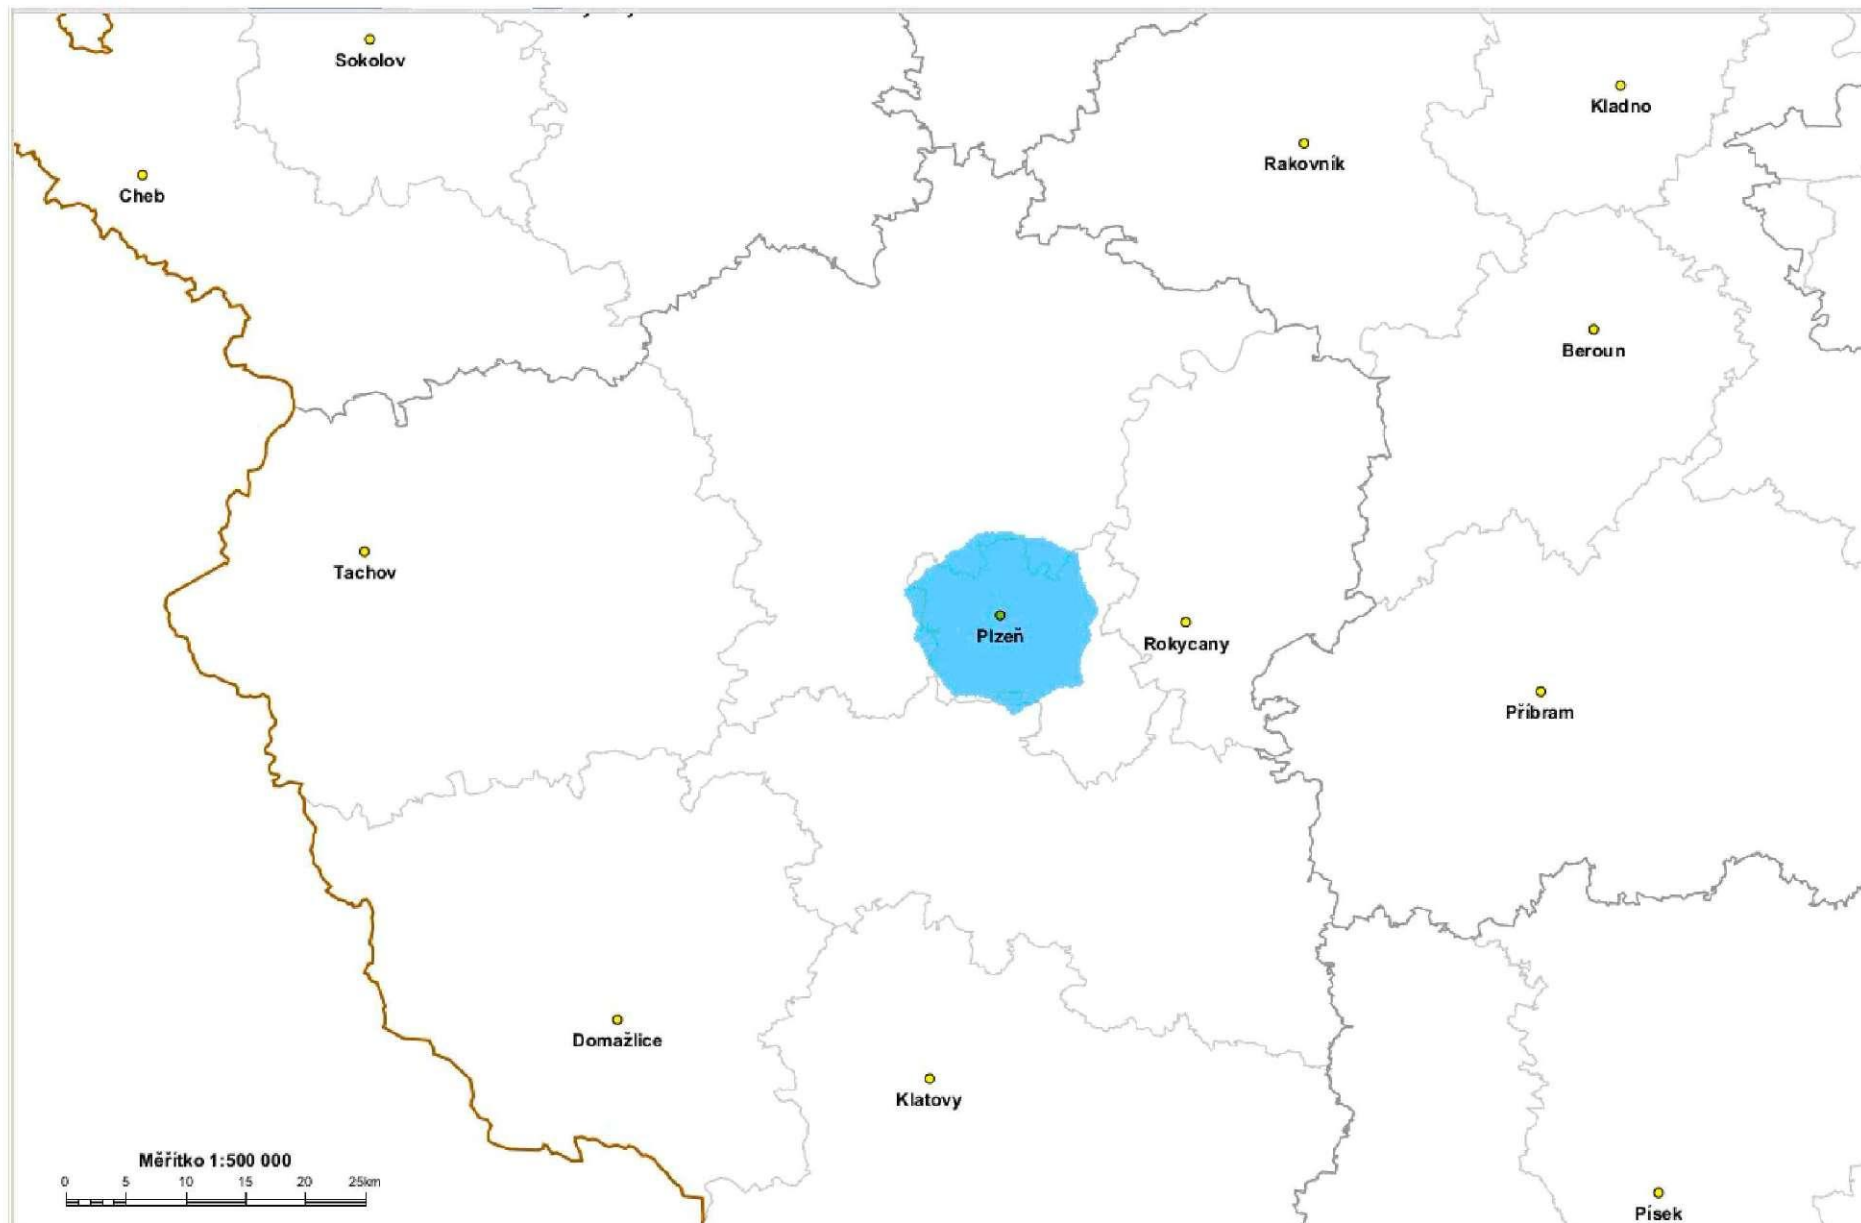 Sokolov
Kladno
Rakovník
Cheb
Beroun
Tachov
Plzeň
Rokycany
Příbram
Domažlice
Klatovy
Měřítko 1:500 000
0 5 10 15 20 25km
Písek